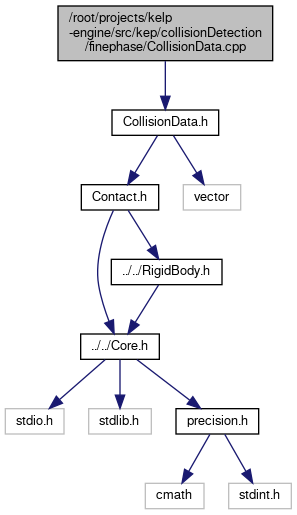 /root/projects/kelp
-engine/src/kep/collisionDetection
/finephase/CollisionData.cpp
CollisionData.h
Contact.h
vector
../../RigidBody.h
../../Core.h
stdio.h
stdlib.h
precision.h
cmath
stdint.h